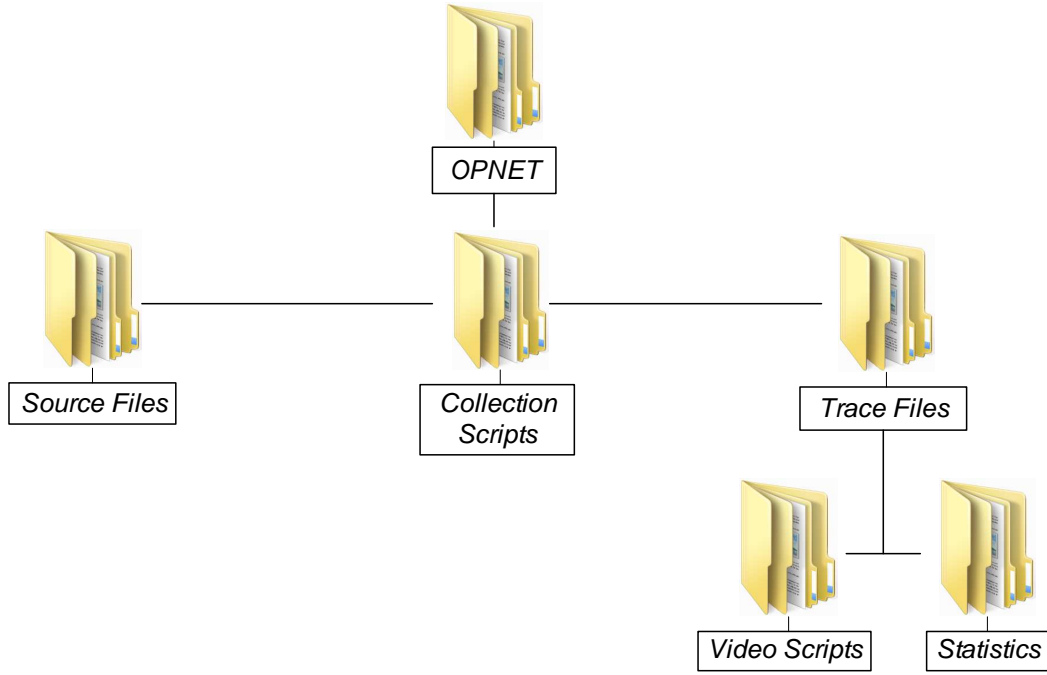 OPNET
Source Files
Collection
Scripts
Trace Files
Video Scripts
Statistics